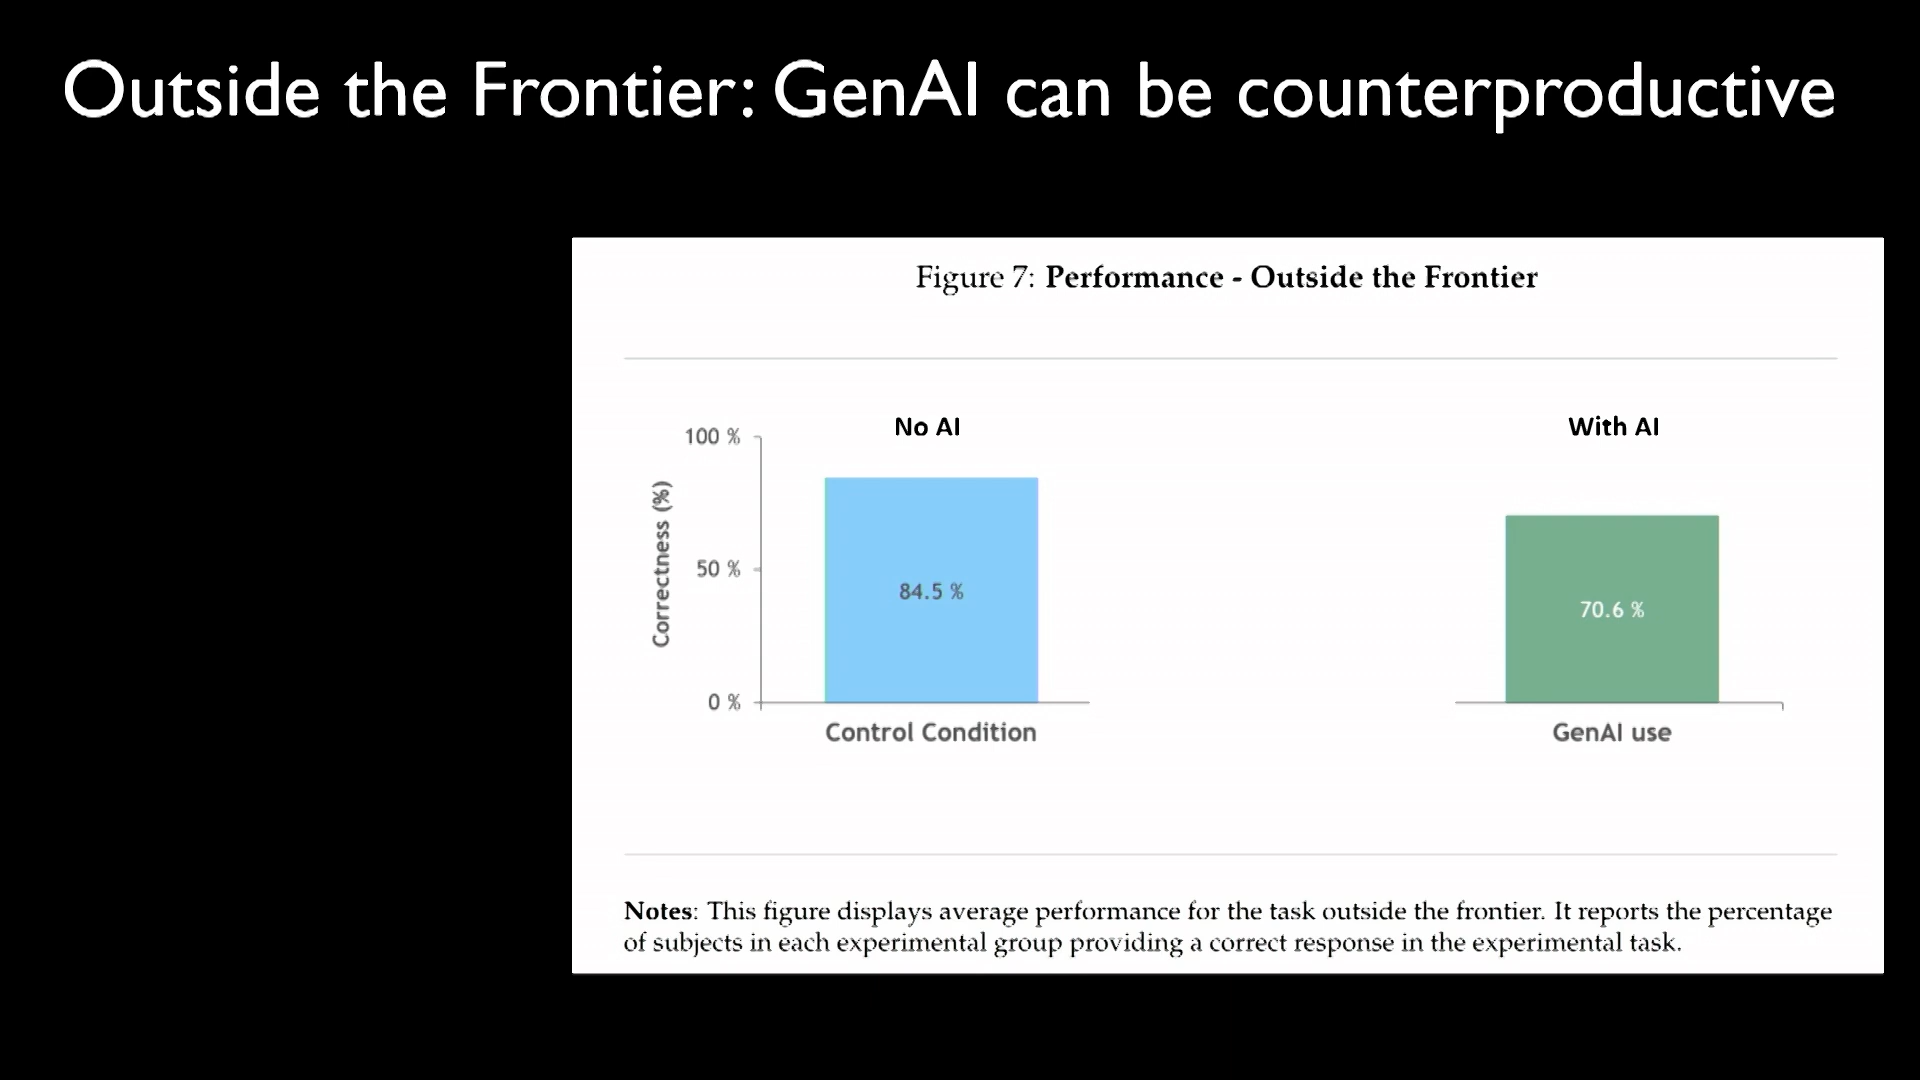 Outside the Frontier: GenAI can be counterproductive
Figure 7: Performance - Outside the Frontier
No AI
With AI
100 %
50 %
0 %
Correctness (%)
84.5 %
70.6 %
Control Condition
GenAI use
Notes: This figure displays average performance for the task outside the frontier. It reports the percentage
of subjects in each experimental group providing a correct response in the experimental task.